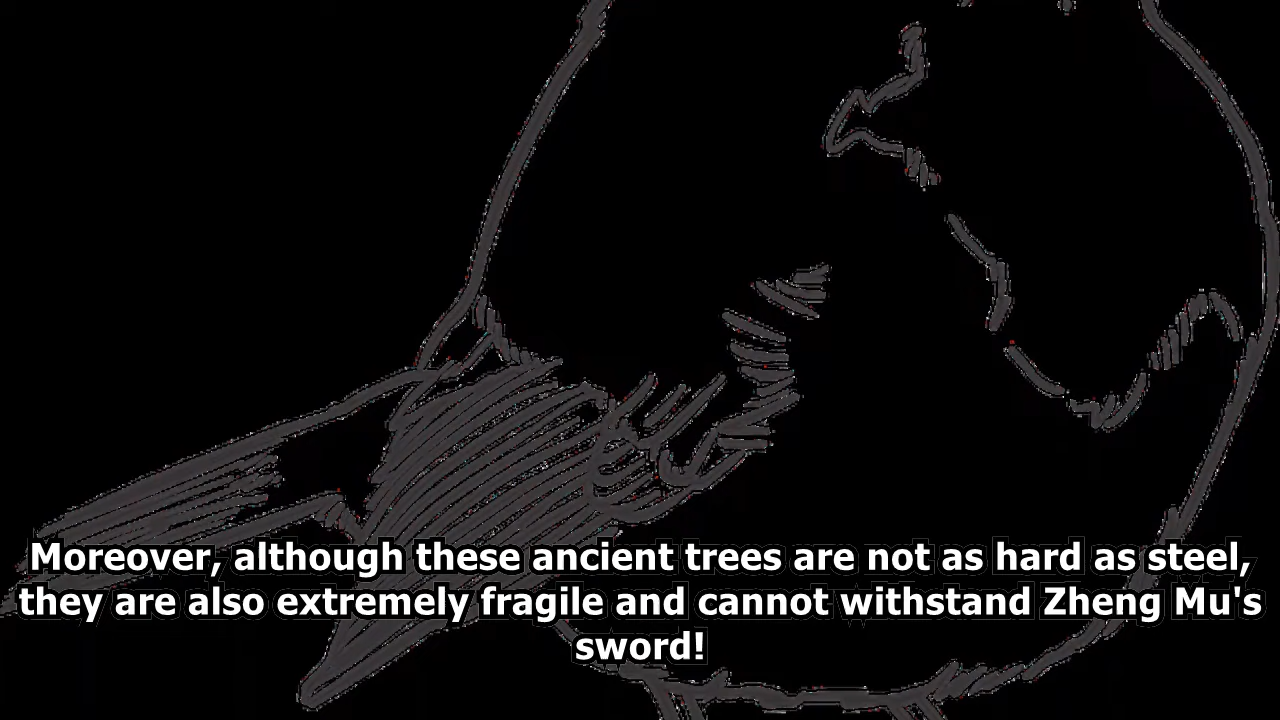 Moreover, although these ancient trees are not as hard as steel,
they are also extremely fragile and cannot withstand Zheng Mu's
sword!